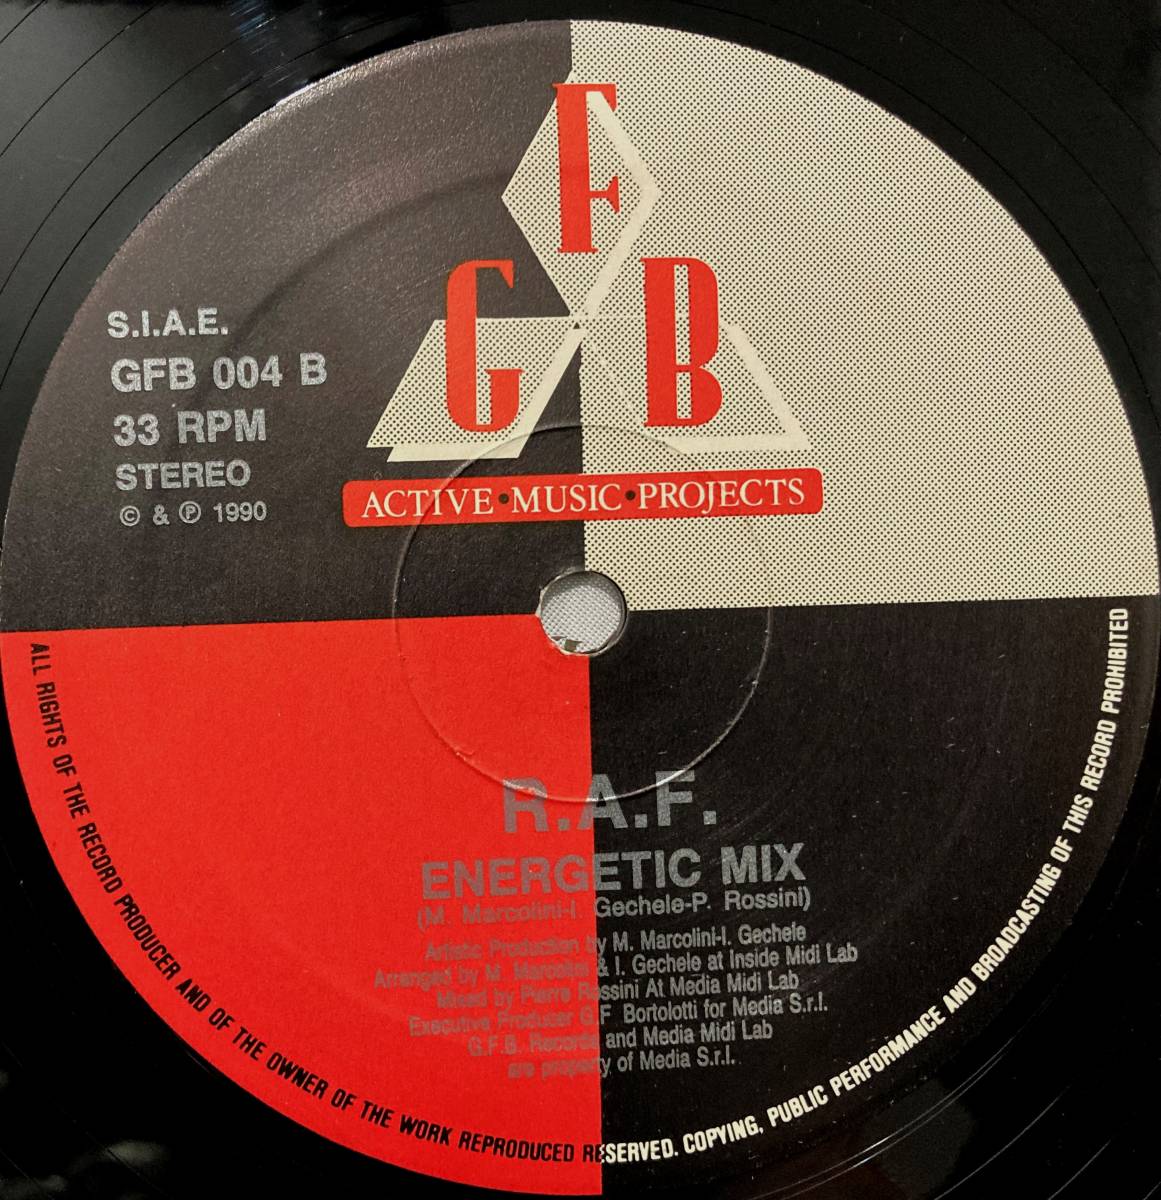 F
G B
ACTIVE•MUSIC•PROJECTS
S.I.A.E.
GFB 004 B
33 RPM
STEREO
© & ℗ 1990
R.A.F.
ENERGETIC MIX
(M. Marcolini-I. Gechele-P. Rossini)
Artistic Production by M. Marcolini-I. Gechele
Arranged by M. Marcolini & I. Gechele at Inside Midi Lab
Mixed by Pierre Rossini At Media Midi Lab
Executive Producer G.F. Bortolotti for Media S.r.l.
G.F.B. Records and Media Midi Lab
are property of Media S.r.l.
ALL RIGHTS OF THE RECORD PRODUCER AND OF THE OWNER OF THE WORK REPRODUCED RESERVED. COPYING, PUBLIC PERFORMANCE AND BROADCASTING OF THIS RECORD PROHIBITED